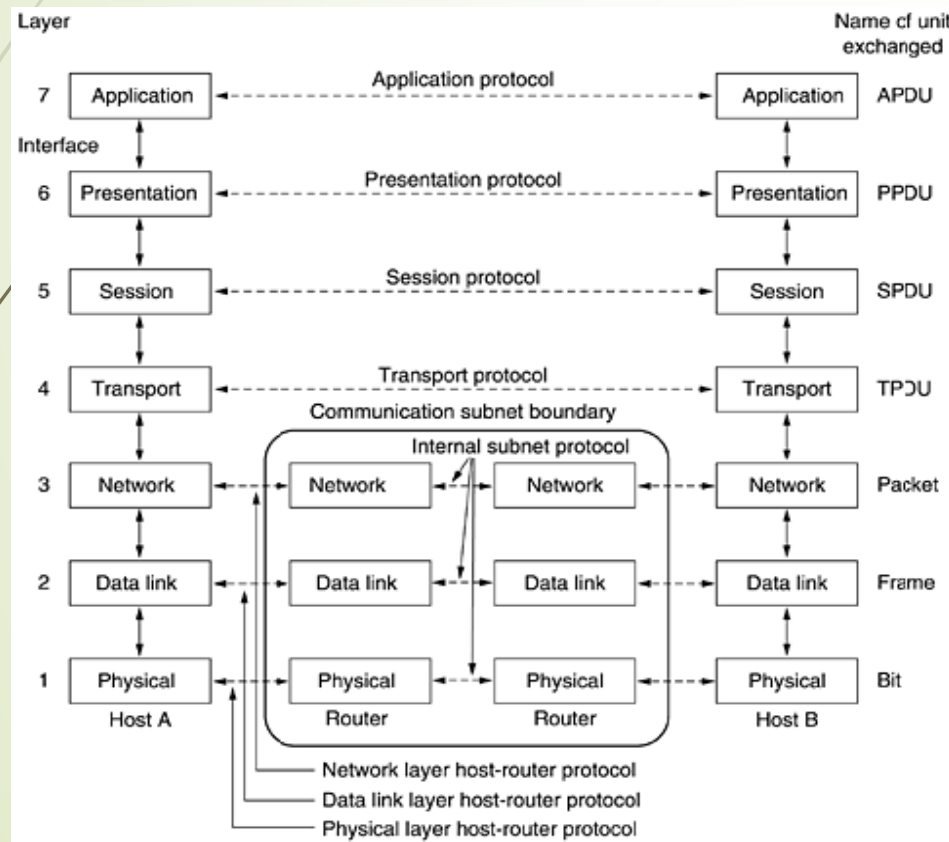 Layer
Name cf unit
exchanged
Application protocol
7 Application Application APDU
Interface
Presentation protocol
6 Presentation Presentation PPDU
Session protocol
5 Session Session SPDU
Transport protocol
4 Transport Transport TPDU
Communication subnet boundary
Internal subnet protocol
3 Network Network Network Network Packet
2 Data link Data link Data link Data link Frame
1 Physical Physical Physical Physical Bit
Host A Router Router Host B
Network layer host-router protocol
Data link layer host-router protocol
Physical layer host-router protocol